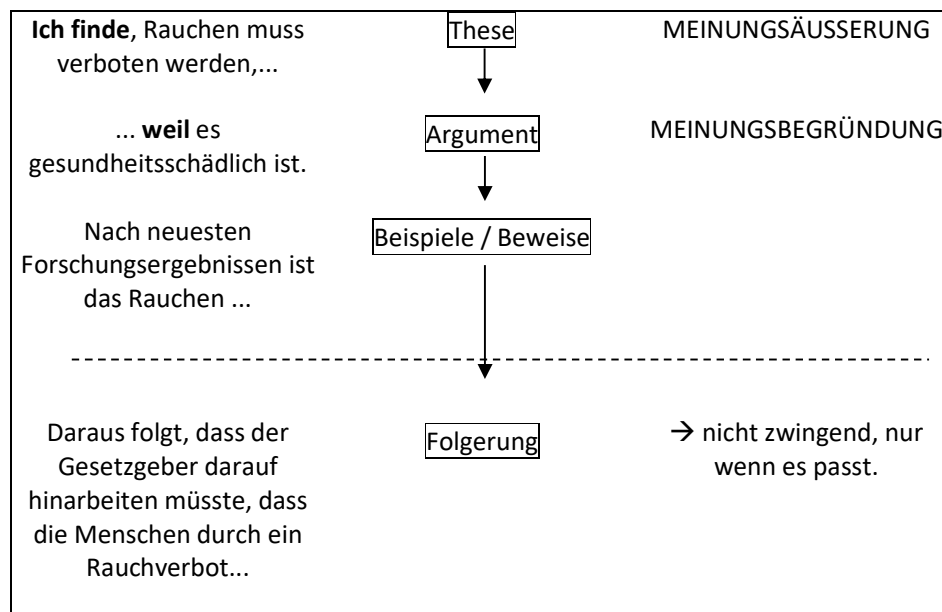 Ich finde, Rauchen muss
verboten werden,...
These
MEINUNGSÄUSSERUNG
... weil es
gesundheitsschädlich ist.
Argument
MEINUNGSBEGRÜNDUNG
Nach neuesten
Forschungsergebnissen ist
das Rauchen ...
Beispiele / Beweise
Daraus folgt, dass der
Gesetzgeber darauf
hinarbeiten müsste, dass
die Menschen durch ein
Rauchverbot...
Folgerung
→ nicht zwingend, nur
wenn es passt.